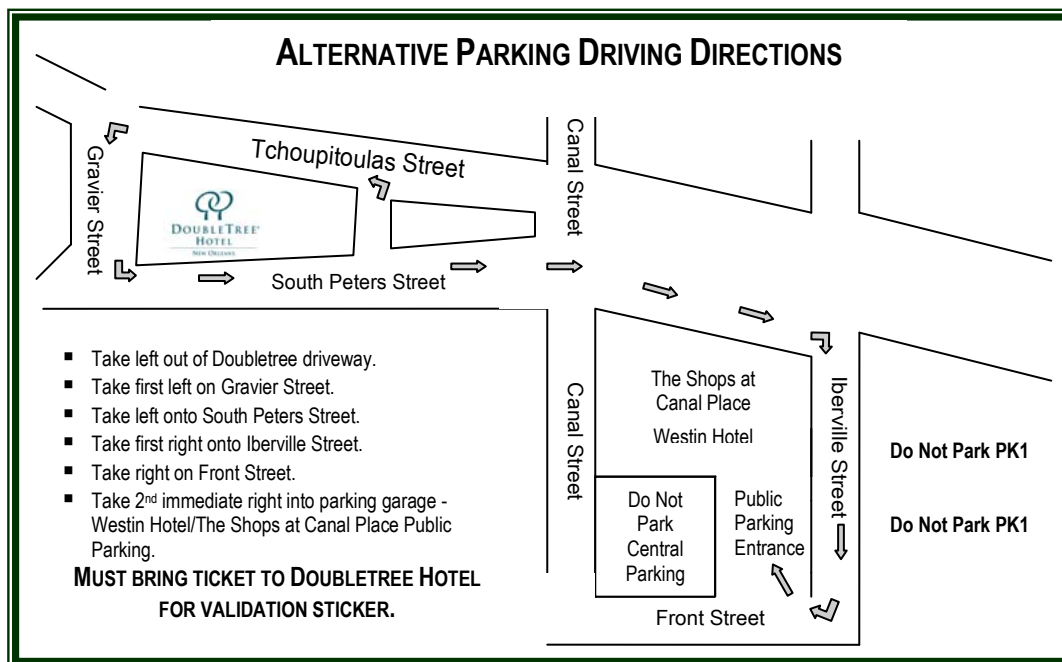 ALTERNATIVE PARKING DRIVING DIRECTIONS
Tchoupitoulas Street
Canal Street
Gravier Street
DOUBLETREE®
HOTEL
NEW ORLEANS
South Peters Street
▪ Take left out of Doubletree driveway.
▪ Take first left on Gravier Street.
▪ Take left onto South Peters Street.
▪ Take first right onto Iberville Street.
▪ Take right on Front Street.
▪ Take 2nd immediate right into parking garage -
Westin Hotel/The Shops at Canal Place Public
Parking.
MUST BRING TICKET TO DOUBLETREE HOTEL
FOR VALIDATION STICKER.
Canal Street
The Shops at
Canal Place
Westin Hotel
Iberville Street
Do Not Park PK1
Do Not Park PK1
Do Not
Park
Central
Parking
Public
Parking
Entrance
Front Street